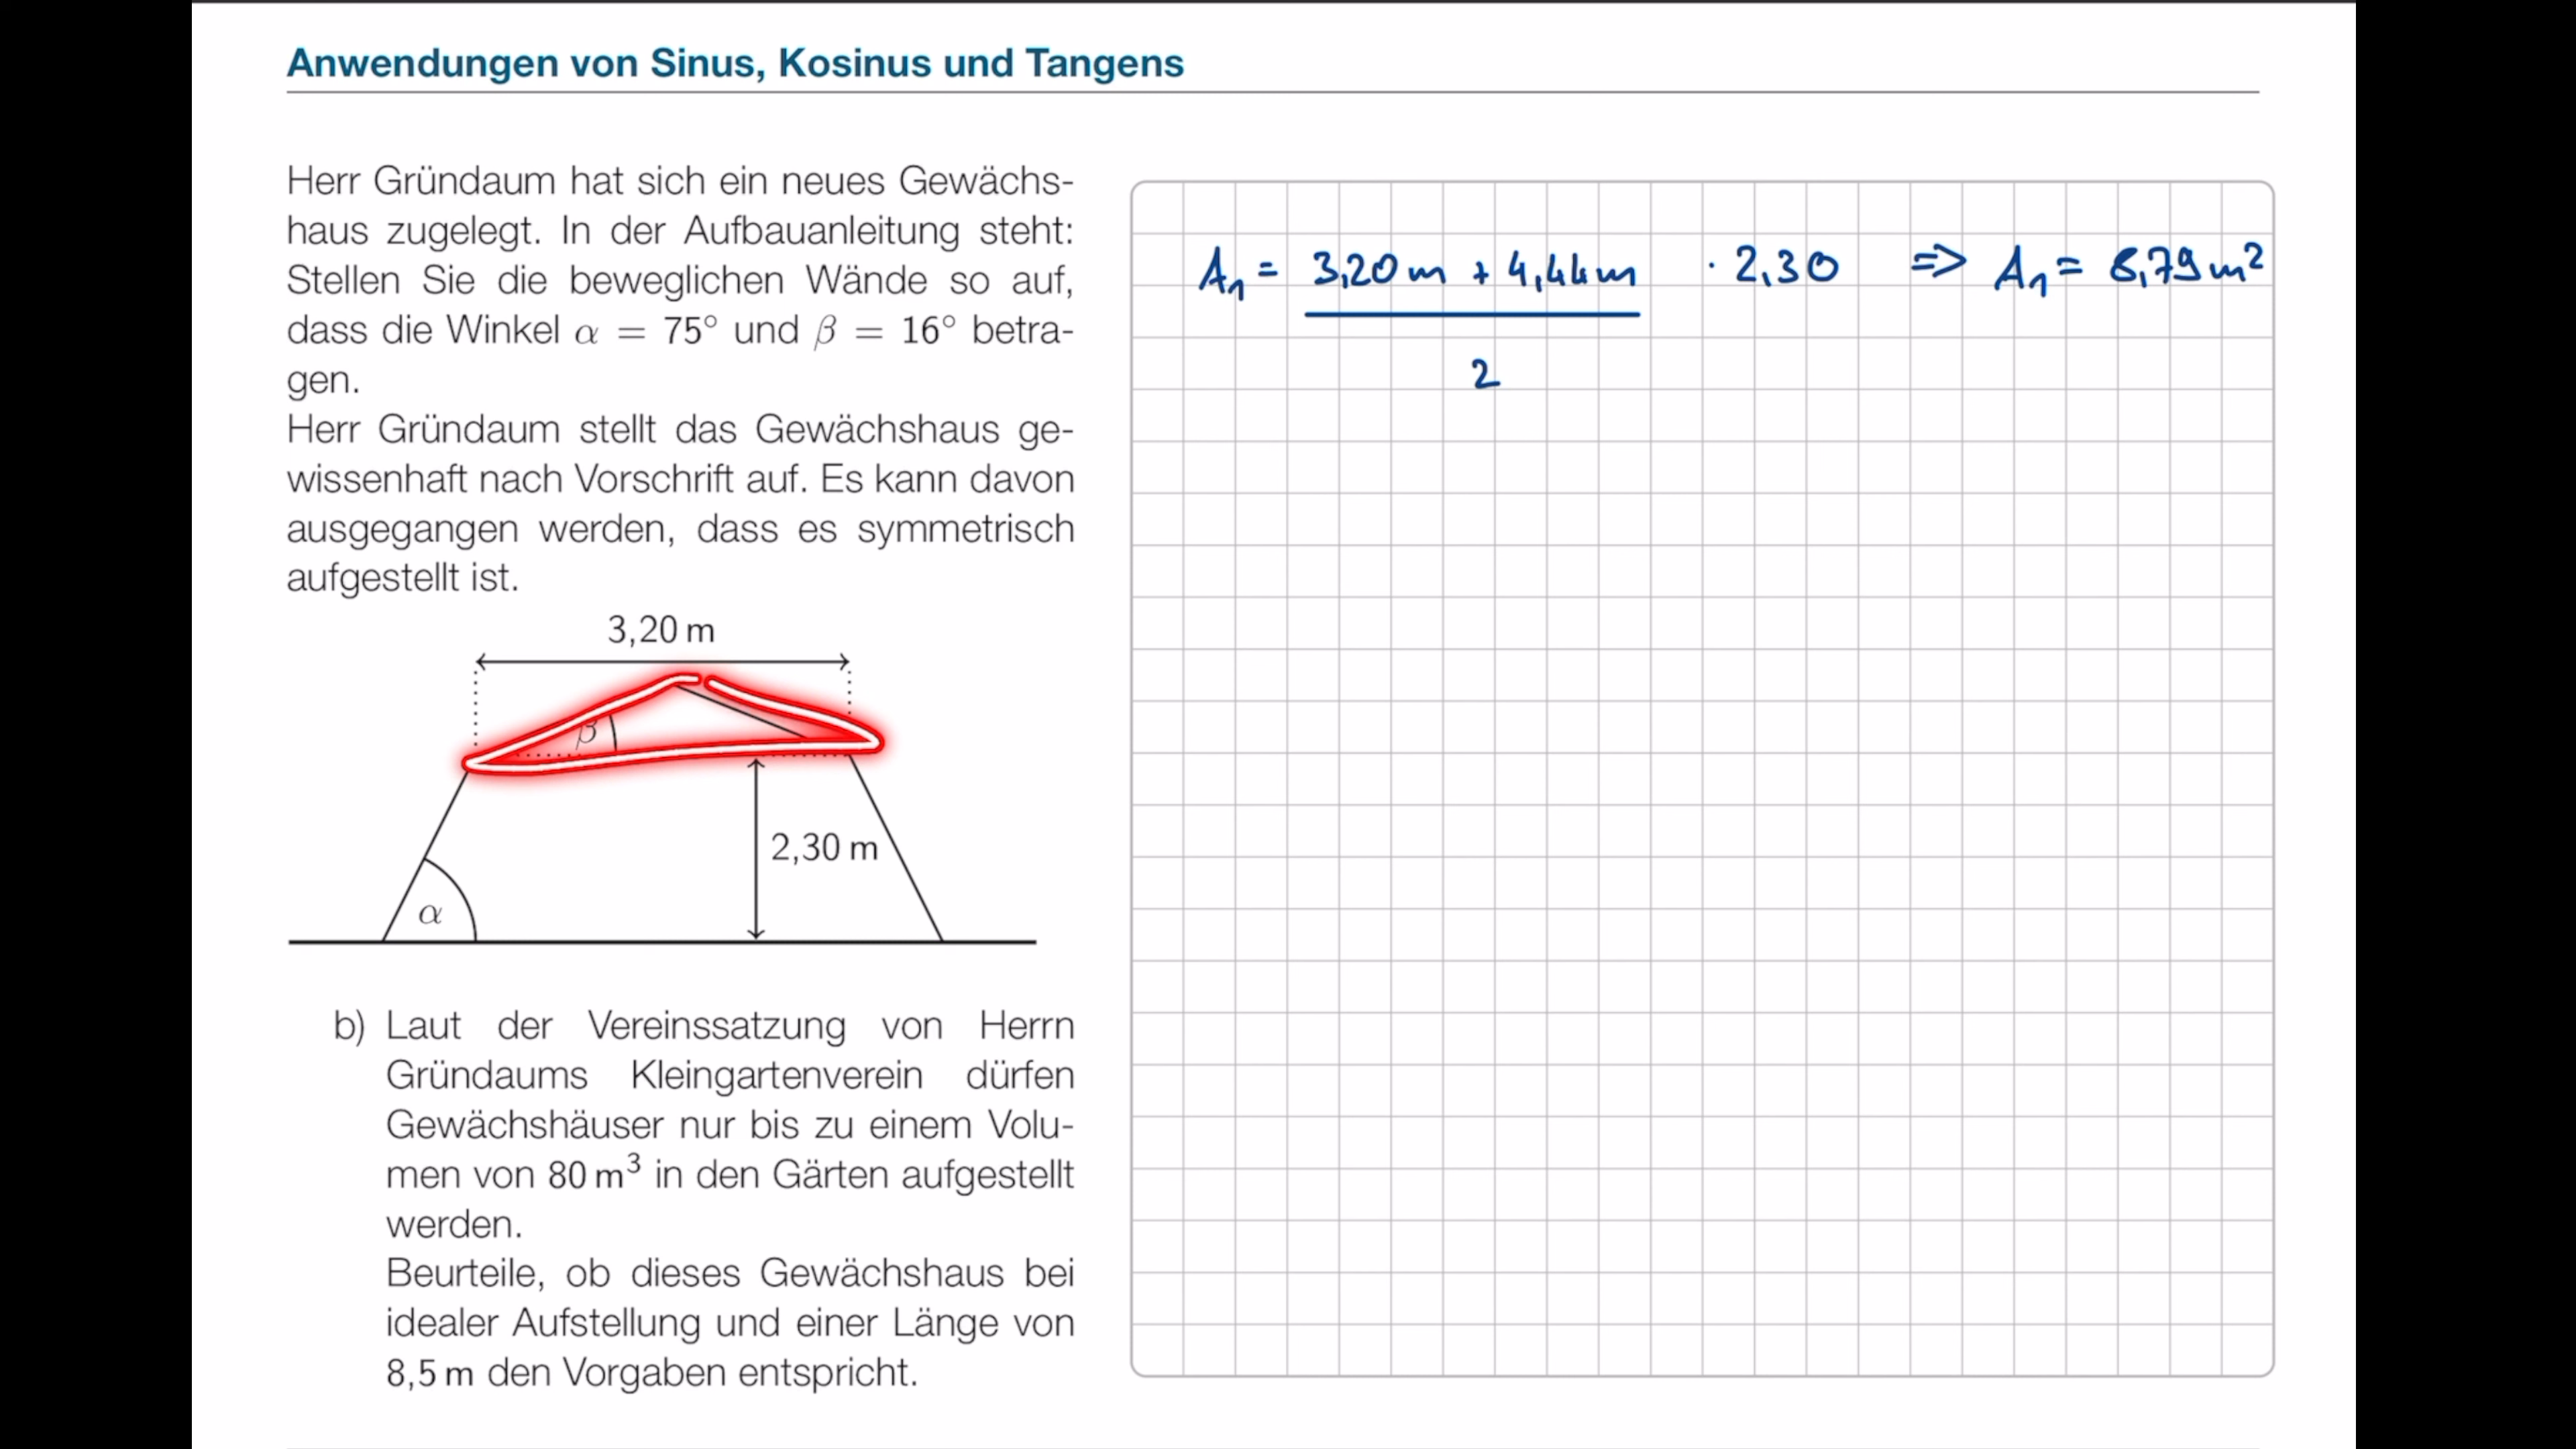 Anwendungen von Sinus, Kosinus und Tangens
Herr Gründaum hat sich ein neues Gewächs-
haus zugelegt. In der Aufbauanleitung steht:
Stellen Sie die beweglichen Wände so auf,
dass die Winkel α = 75° und β = 16° betra-
gen.
Herr Gründaum stellt das Gewächshaus ge-
wissenhaft nach Vorschrift auf. Es kann davon
ausgegangen werden, dass es symmetrisch
aufgestellt ist.
3,20 m
β
2,30 m
α
b) Laut der Vereinssatzung von Herrn
Gründaums Kleingartenverein dürfen
Gewächshäuser nur bis zu einem Volu-
men von 80 m³ in den Gärten aufgestellt
werden.
Beurteile, ob dieses Gewächshaus bei
idealer Aufstellung und einer Länge von
8,5 m den Vorgaben entspricht.
A₁ = 3,20 m + 4,44 m · 2,30 => A₁ = 8,79 m²
2